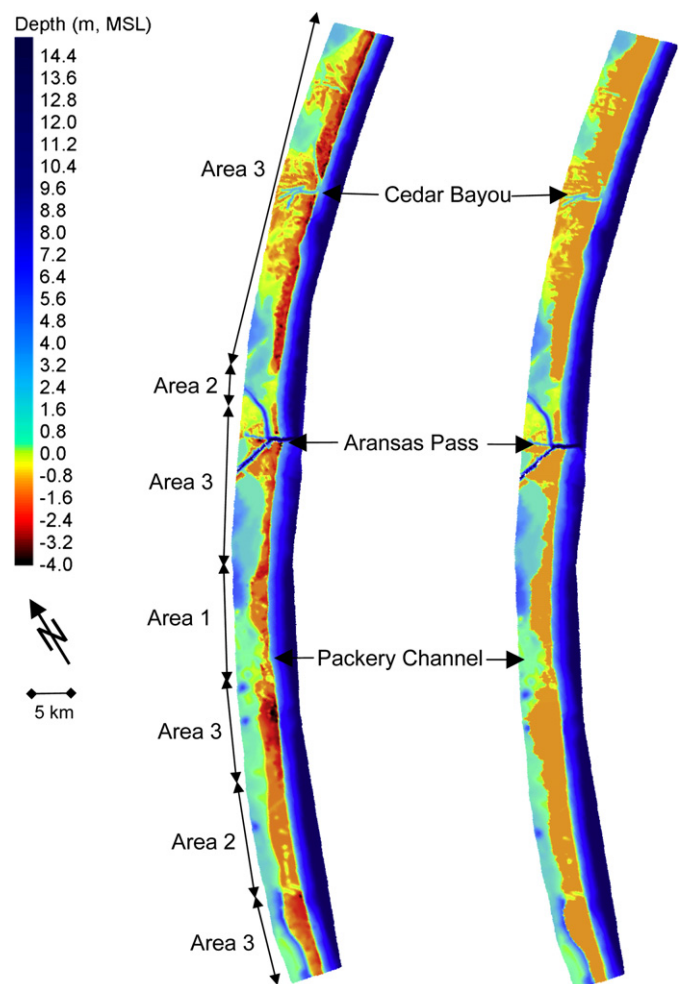 Depth (m, MSL)
14.4
13.6
12.8
12.0
10.4
9.6
8.8
8.0
7.2
6.4
5.6
4.8
4.0
3.2
2.4
1.6
0.8
0.0
-0.8
-1.6
-2.4
-3.2
-4.0
N
5 km
Area 3
Cedar Bayou
Area 2
Aransas Pass
Area 3
Area 1
Packery Channel
Area 3
Area 2
Area 3